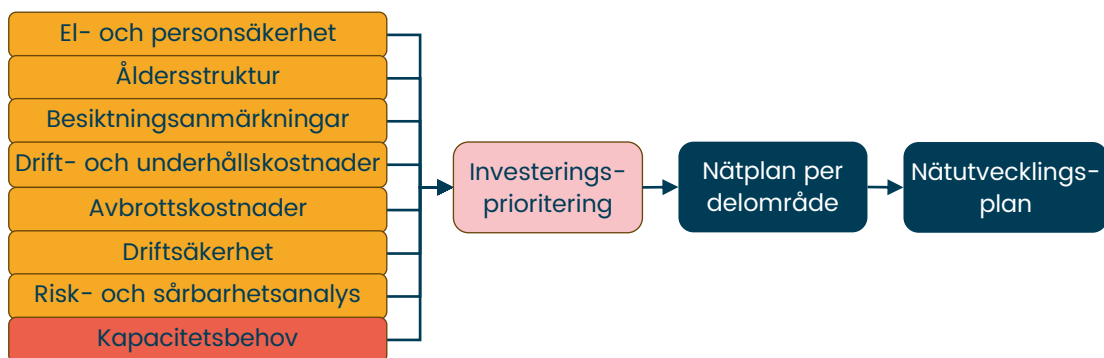 El- och personsäkerhet
Åldersstruktur
Besiktningsanmärkningar
Drift- och underhållskostnader
Avbrottskostnader
Driftsäkerhet
Risk- och sårbarhetsanalys
Kapacitetsbehov
Investerings-
prioritering
Nätplan per
delområde
Nätutvecklings-
plan